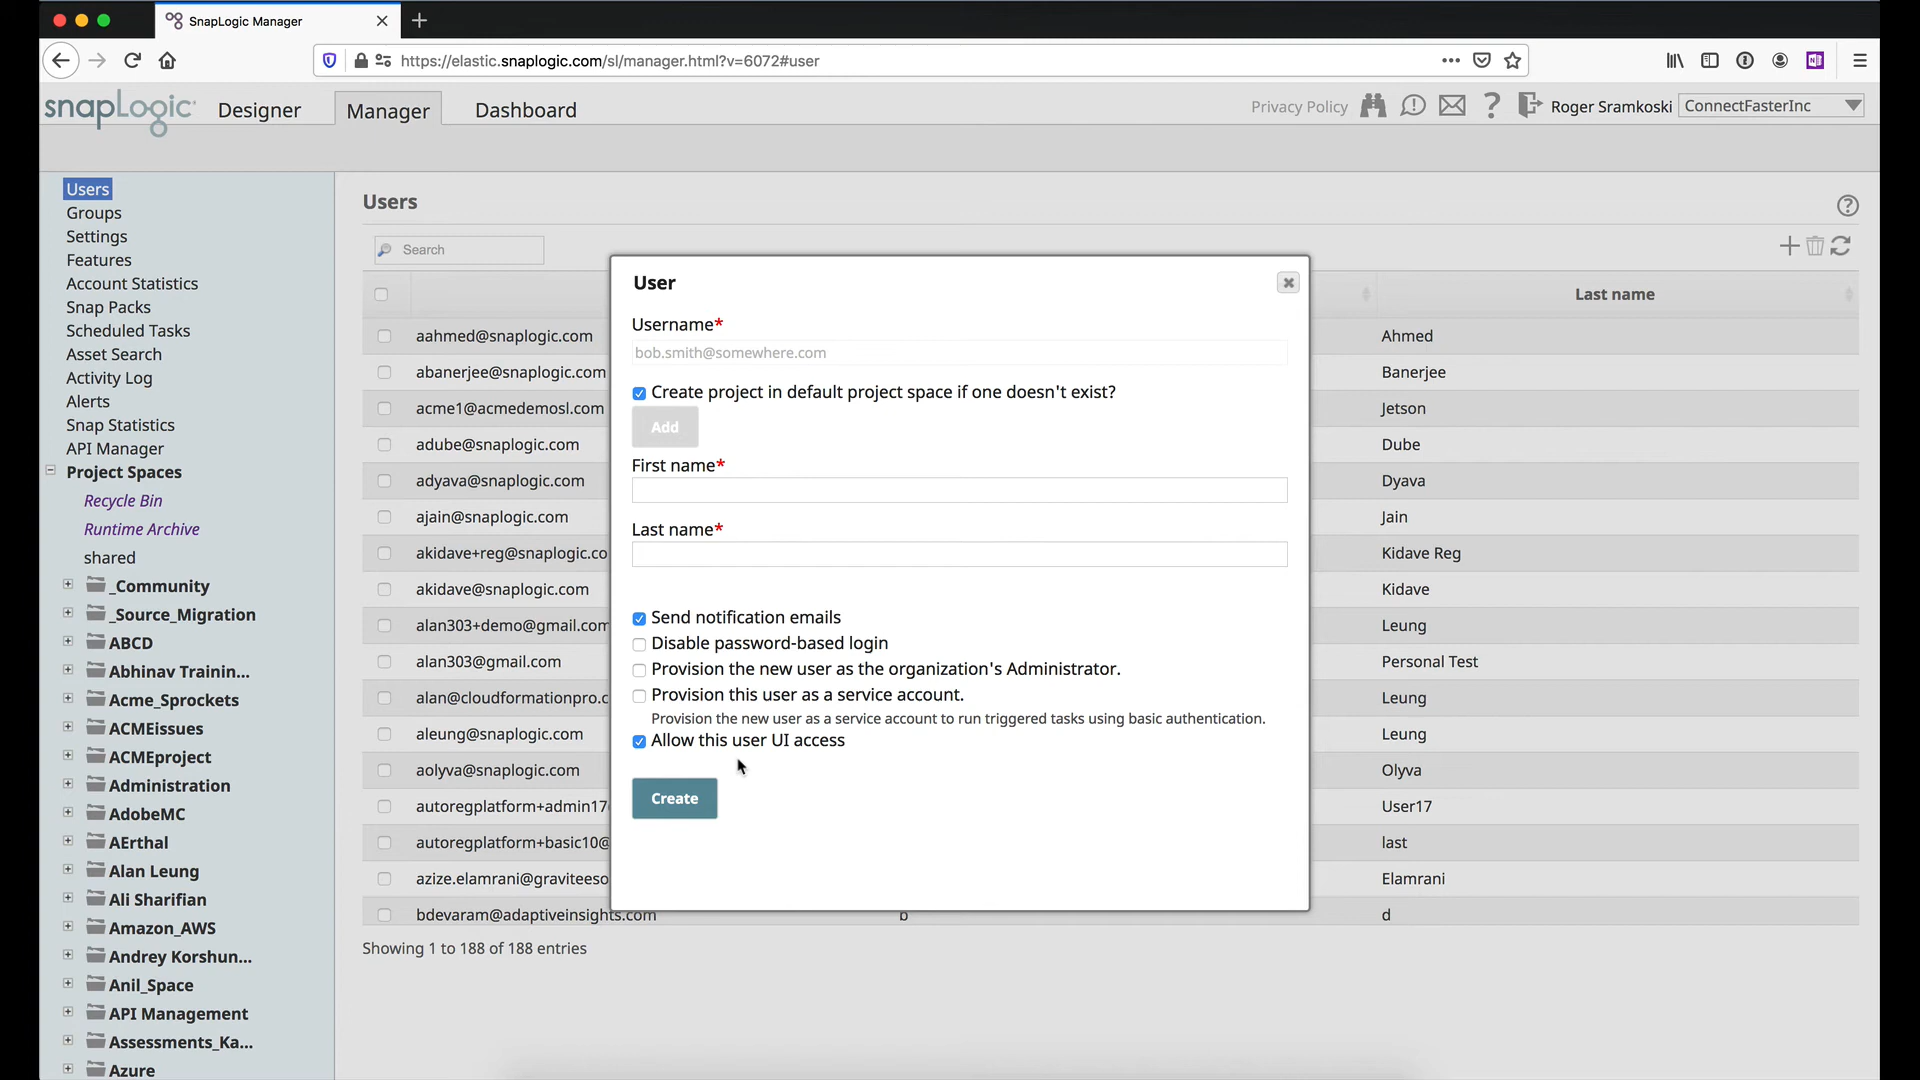 SnapLogic Manager
https://elastic.snaplogic.com/sl/manager.html?v=6072#user
snapLogic
Designer
Manager
Dashboard
Privacy Policy
Roger Sramkoski
ConnectFasterInc
Users
Groups
Settings
Features
Account Statistics
Snap Packs
Scheduled Tasks
Asset Search
Activity Log
Alerts
Snap Statistics
API Manager
Project Spaces
Recycle Bin
Runtime Archive
shared
_Community
_Source_Migration
ABCD
Abhinav Trainin...
Acme_Sprockets
ACMEissues
ACMEproject
Administration
AdobeMC
AErthal
Alan Leung
Ali Sharifian
Amazon_AWS
Andrey Korshun...
Anil_Space
API Management
Assessments_Ka...
Azure
Users
Search
Last name
aahmed@snaplogic.com Ahmed
abanerjee@snaplogic.com Banerjee
acme1@acmedemosl.com Jetson
adube@snaplogic.com Dube
adyava@snaplogic.com Dyava
ajain@snaplogic.com Jain
akidave+reg@snaplogic.co Kidave Reg
akidave@snaplogic.com Kidave
alan303+demo@gmail.com Leung
alan303@gmail.com Personal Test
alan@cloudformationpro.c Leung
aleung@snaplogic.com Leung
aolyva@snaplogic.com Olyva
autoregplatform+admin17 User17
autoregplatform+basic10@ last
azize.elamrani@graviteeso Elamrani
bdevaram@adaptiveinsights.com b d
Showing 1 to 188 of 188 entries
User
Username*
bob.smith@somewhere.com
Create project in default project space if one doesn't exist?
Add
First name*
Last name*
Send notification emails
Disable password-based login
Provision the new user as the organization's Administrator.
Provision this user as a service account.
Provision the new user as a service account to run triggered tasks using basic authentication.
Allow this user UI access
Create